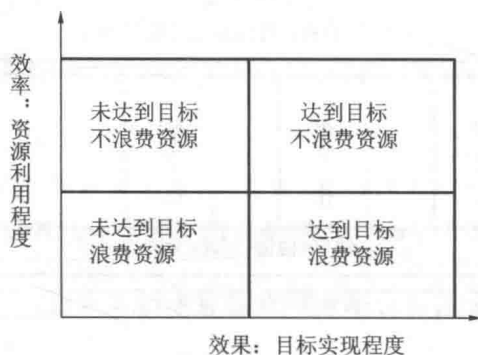 效率：资源利用程度
未达到目标
不浪费资源
达到目标
不浪费资源
未达到目标
浪费资源
达到目标
浪费资源
效果：目标实现程度